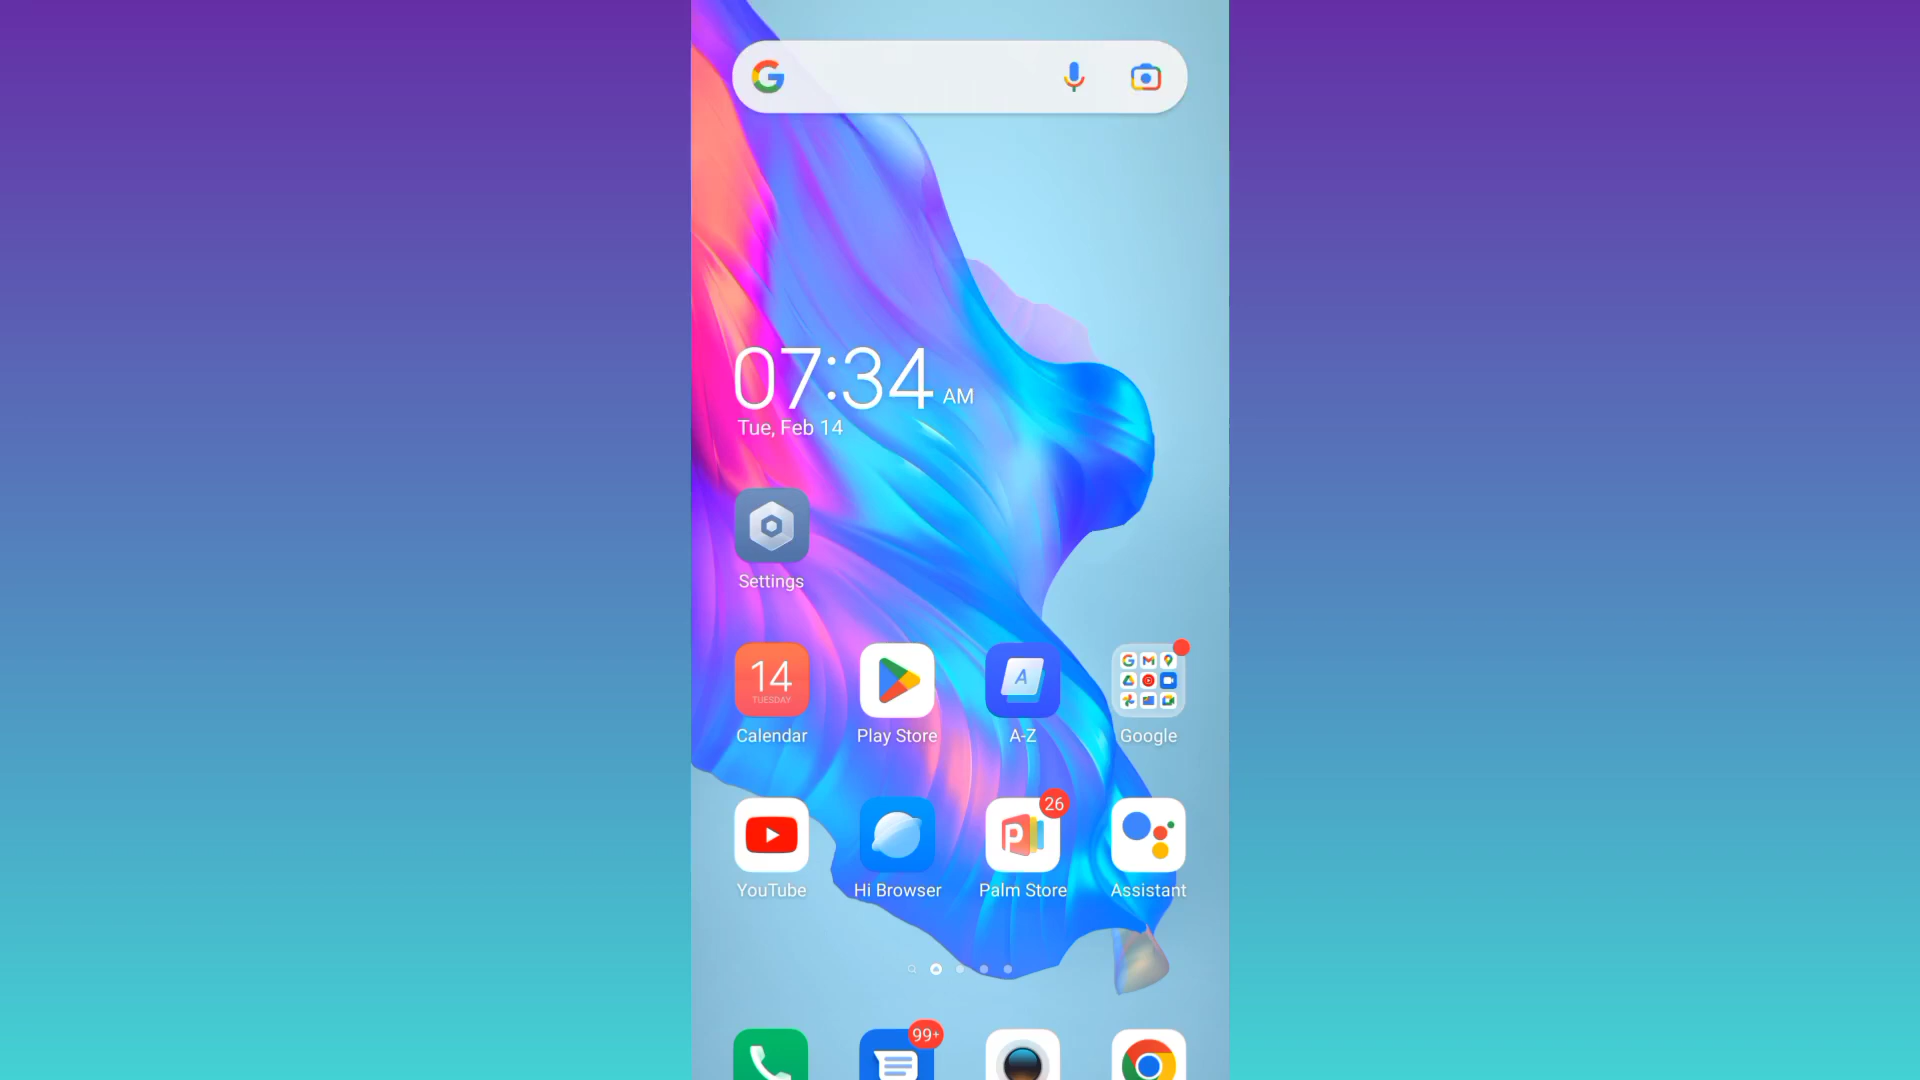 07:34 AM
Tue, Feb 14
Settings
14
TUESDAY
Calendar
Play Store
A
A-Z
Google
YouTube
Hi Browser
26
P
Palm Store
Assistant
99+